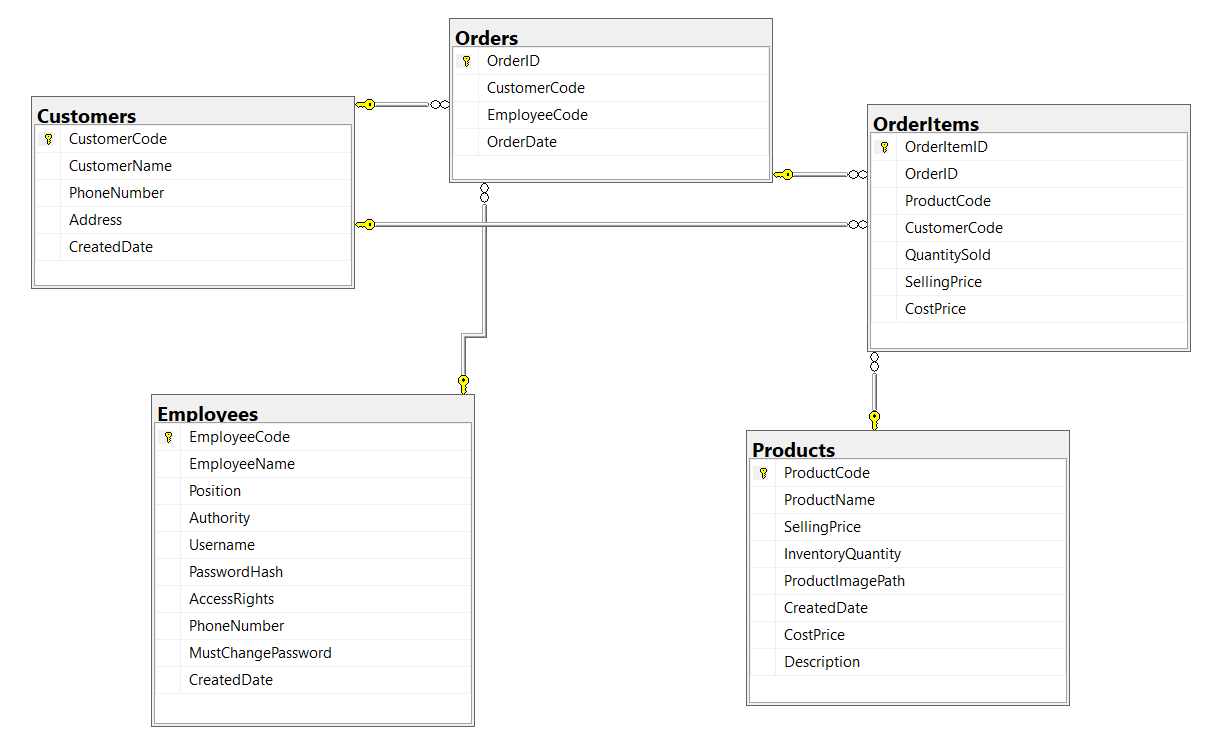 Orders
OrderID
CustomerCode
EmployeeCode
OrderDate
Customers
CustomerCode
CustomerName
PhoneNumber
Address
CreatedDate
OrderItems
OrderItemID
OrderID
ProductCode
CustomerCode
QuantitySold
SellingPrice
CostPrice
Employees
EmployeeCode
EmployeeName
Position
Authority
Username
PasswordHash
AccessRights
PhoneNumber
MustChangePassword
CreatedDate
Products
ProductCode
ProductName
SellingPrice
InventoryQuantity
ProductImagePath
CreatedDate
CostPrice
Description